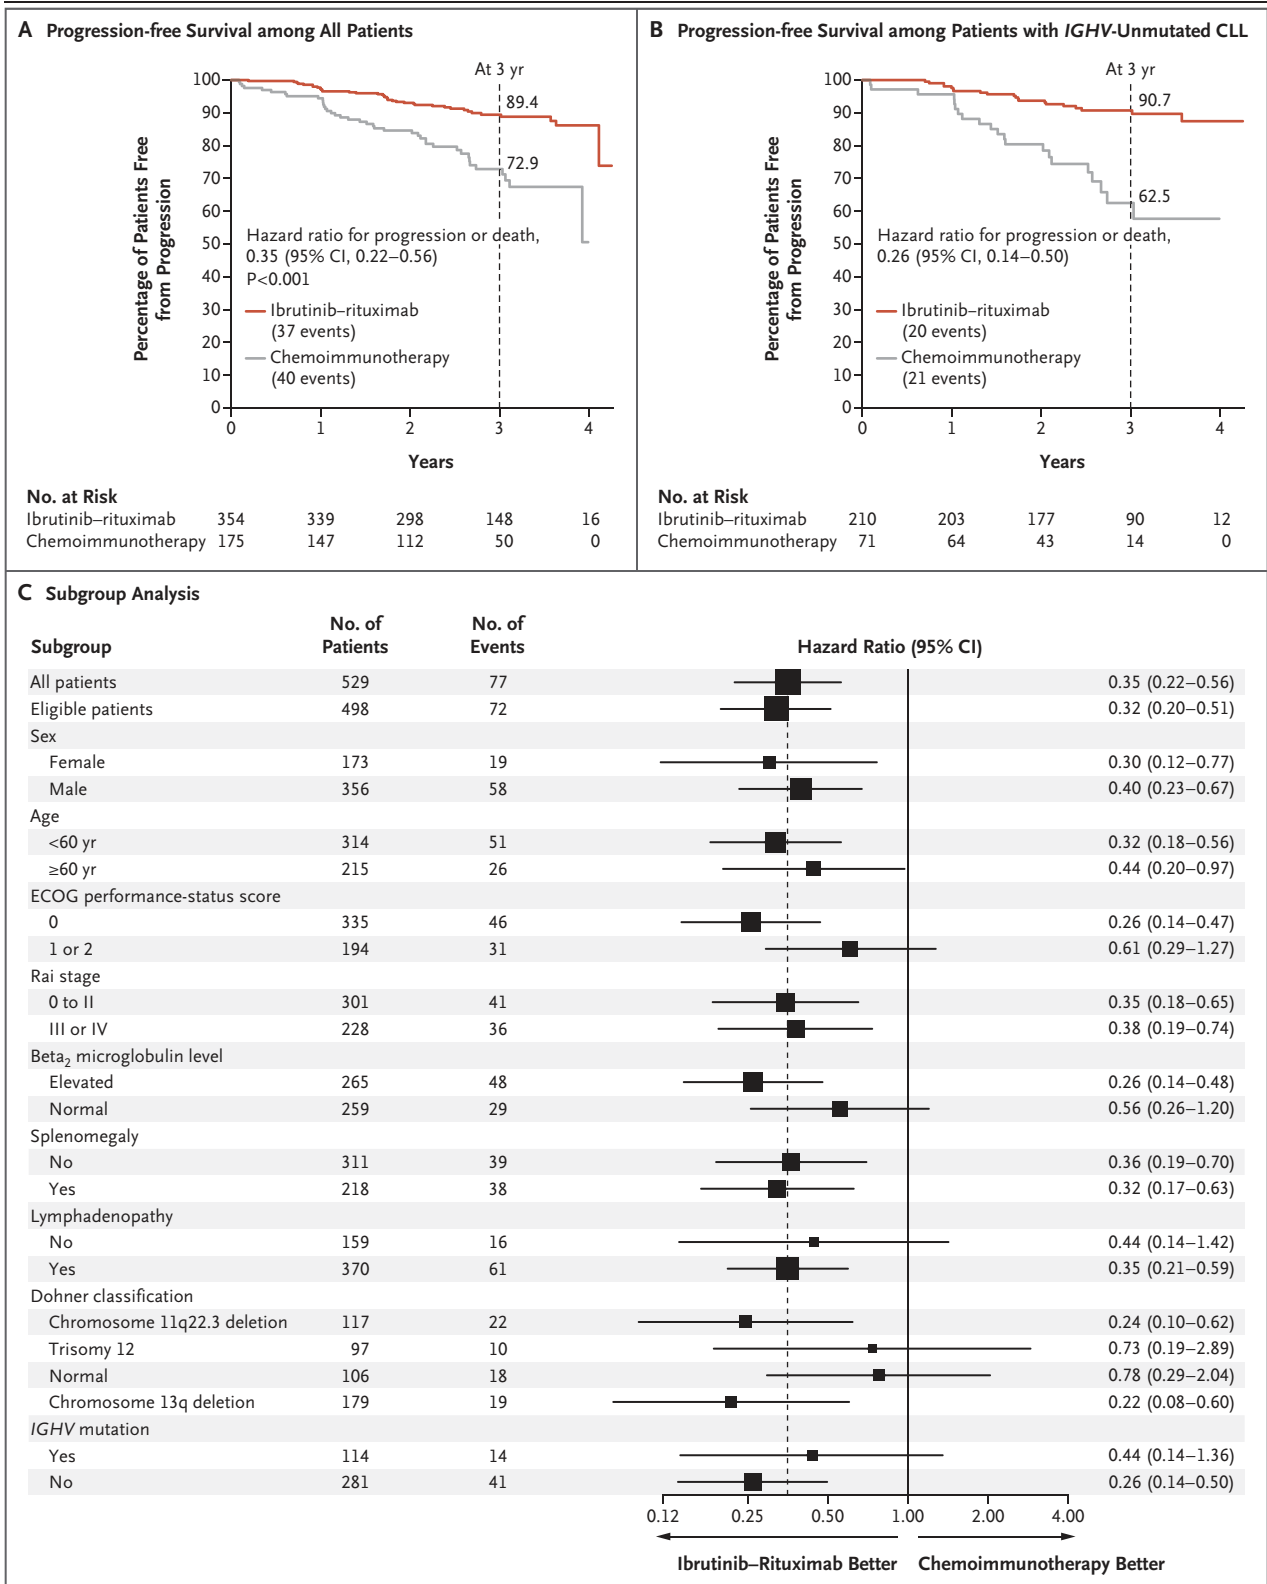 A Progression-free Survival among All Patients
At 3 yr
100
90
80
70
60
50
40
30
20
10
0
Percentage of Patients Free
from Progression
89.4
72.9
Hazard ratio for progression or death,
0.35 (95% CI, 0.22–0.56)
P<0.001
Ibrutinib–rituximab
(37 events)
Chemoimmunotherapy
(40 events)
0 1 2 3 4
Years
No. at Risk
Ibrutinib–rituximab 354 339 298 148 16
Chemoimmunotherapy 175 147 112 50 0
B Progression-free Survival among Patients with IGHV-Unmutated CLL
At 3 yr
100
90
80
70
60
50
40
30
20
10
0
Percentage of Patients Free
from Progression
90.7
62.5
Hazard ratio for progression or death,
0.26 (95% CI, 0.14–0.50)
Ibrutinib–rituximab
(20 events)
Chemoimmunotherapy
(21 events)
0 1 2 3 4
Years
No. at Risk
Ibrutinib–rituximab 210 203 177 90 12
Chemoimmunotherapy 71 64 43 14 0
C Subgroup Analysis
Subgroup No. of Patients No. of Events Hazard Ratio (95% CI)
All patients 529 77 0.35 (0.22–0.56)
Eligible patients 498 72 0.32 (0.20–0.51)
Sex
Female 173 19 0.30 (0.12–0.77)
Male 356 58 0.40 (0.23–0.67)
Age
<60 yr 314 51 0.32 (0.18–0.56)
≥60 yr 215 26 0.44 (0.20–0.97)
ECOG performance-status score
0 335 46 0.26 (0.14–0.47)
1 or 2 194 31 0.61 (0.29–1.27)
Rai stage
0 to II 301 41 0.35 (0.18–0.65)
III or IV 228 36 0.38 (0.19–0.74)
Beta2 microglobulin level
Elevated 265 48 0.26 (0.14–0.48)
Normal 259 29 0.56 (0.26–1.20)
Splenomegaly
No 311 39 0.36 (0.19–0.70)
Yes 218 38 0.32 (0.17–0.63)
Lymphadenopathy
No 159 16 0.44 (0.14–1.42)
Yes 370 61 0.35 (0.21–0.59)
Dohner classification
Chromosome 11q22.3 deletion 117 22 0.24 (0.10–0.62)
Trisomy 12 97 10 0.73 (0.19–2.89)
Normal 106 18 0.78 (0.29–2.04)
Chromosome 13q deletion 179 19 0.22 (0.08–0.60)
IGHV mutation
Yes 114 14 0.44 (0.14–1.36)
No 281 41 0.26 (0.14–0.50)
0.12 0.25 0.50 1.00 2.00 4.00
Ibrutinib–Rituximab Better Chemoimmunotherapy Better